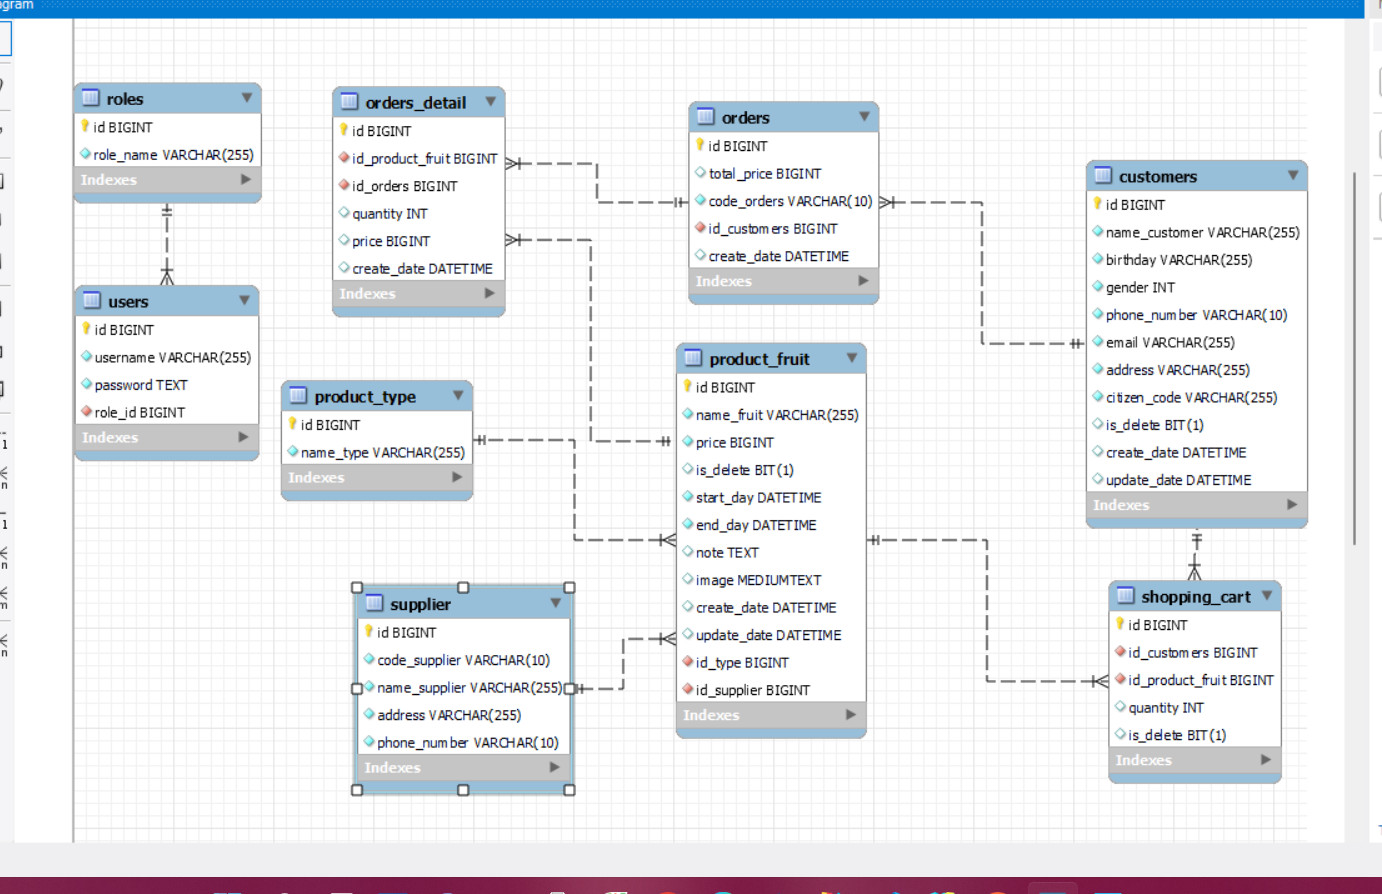 gram
roles
id BIGINT
role_name VARCHAR(255)
Indexes
users
id BIGINT
username VARCHAR(255)
password TEXT
role_id BIGINT
Indexes
orders_detail
id BIGINT
id_product_fruit BIGINT
id_orders BIGINT
quantity INT
price BIGINT
create_date DATETIME
Indexes
product_type
id BIGINT
name_type VARCHAR(255)
Indexes
supplier
id BIGINT
code_supplier VARCHAR(10)
name_supplier VARCHAR(255)
address VARCHAR(255)
phone_number VARCHAR(10)
Indexes
orders
id BIGINT
total_price BIGINT
code_orders VARCHAR(10)
id_customers BIGINT
create_date DATETIME
Indexes
product_fruit
id BIGINT
name_fruit VARCHAR(255)
price BIGINT
is_delete BIT(1)
start_day DATETIME
end_day DATETIME
note TEXT
image MEDIUMTEXT
create_date DATETIME
update_date DATETIME
id_type BIGINT
id_supplier BIGINT
Indexes
customers
id BIGINT
name_customer VARCHAR(255)
birthday VARCHAR(255)
gender INT
phone_number VARCHAR(10)
email VARCHAR(255)
address VARCHAR(255)
citizen_code VARCHAR(255)
is_delete BIT(1)
create_date DATETIME
update_date DATETIME
Indexes
shopping_cart
id BIGINT
id_customers BIGINT
id_product_fruit BIGINT
quantity INT
is_delete BIT(1)
Indexes
1
n
1
n
m
n